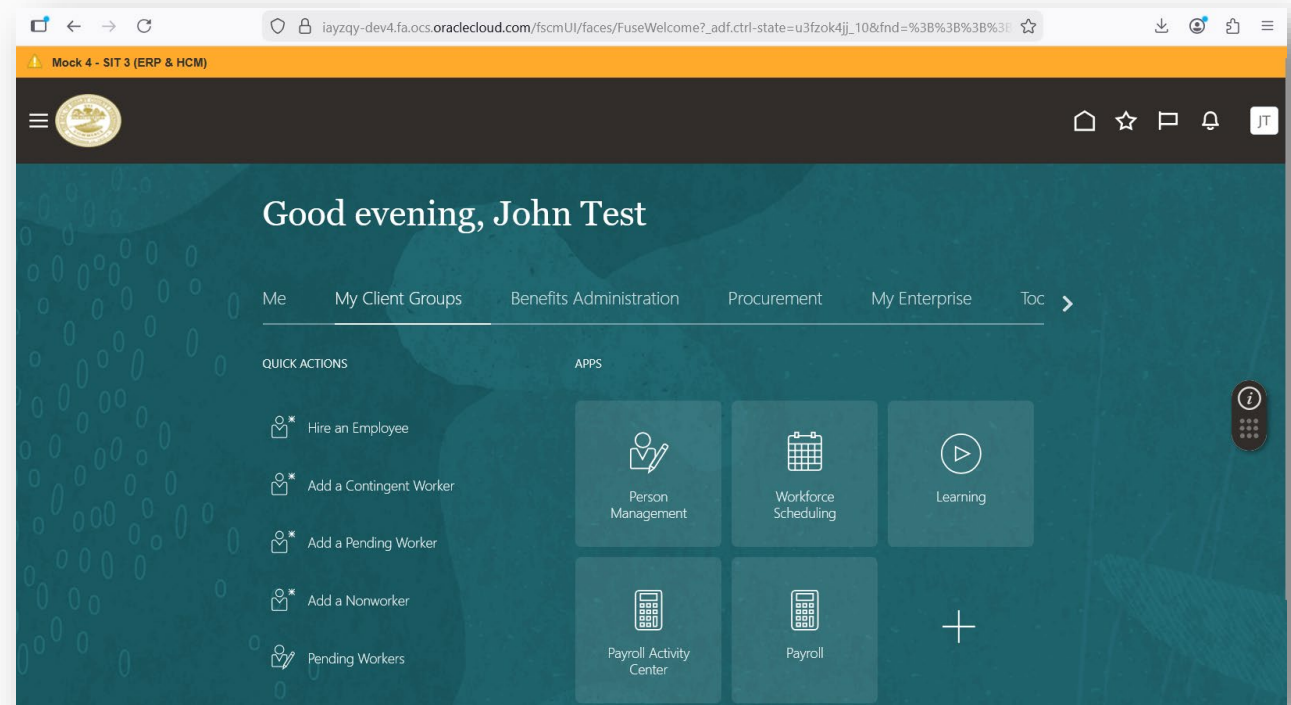 iayzqy-dev4.fa.ocs.oraclecloud.com/fscmUI/faces/FuseWelcome?_adf.ctrl-state=u3fzok4jj_10&fnd=%3B%3B%3B%3B
Mock 4 - SIT 3 (ERP & HCM)
JT
Good evening, John Test
Me My Client Groups Benefits Administration Procurement My Enterprise Toc
QUICK ACTIONS APPS
Hire an Employee
Add a Contingent Worker
Add a Pending Worker
Add a Nonworker
Pending Workers
Person
Management
Workforce
Scheduling
Learning
Payroll Activity
Center
Payroll